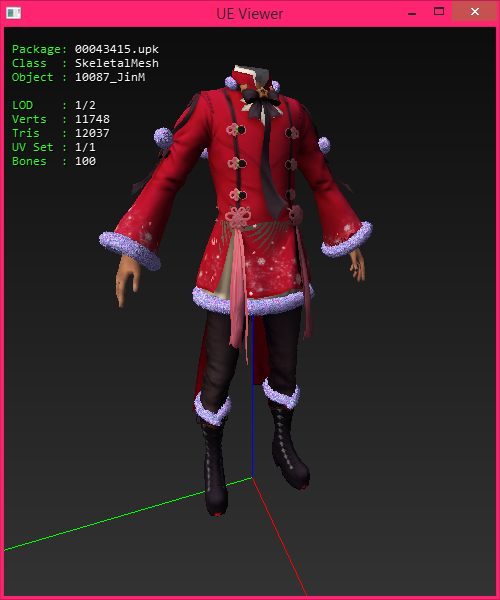 UE Viewer
Package: 00043415.upk
Class  : SkeletalMesh
Object : 10087_JinM
LOD    : 1/2
Verts  : 11748
Tris   : 12037
UV Set : 1/1
Bones  : 100